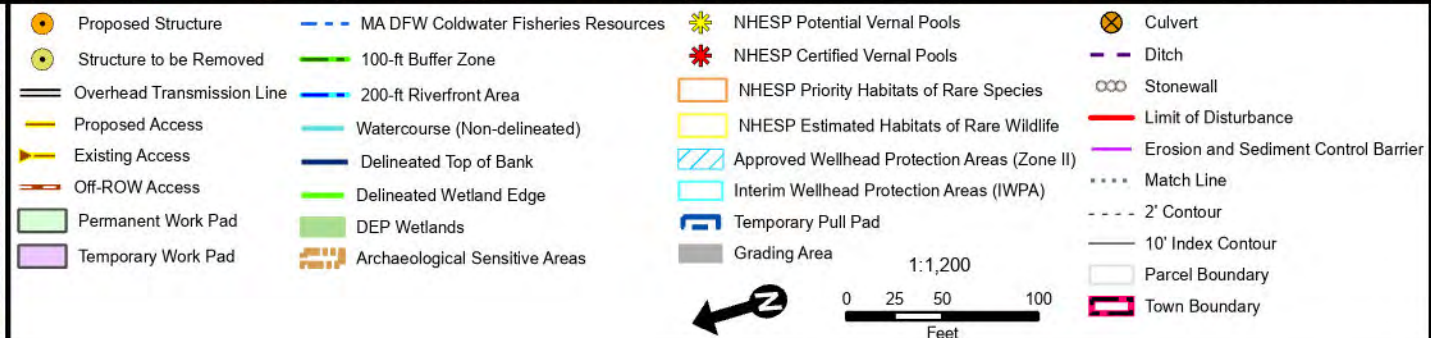 Proposed Structure
Structure to be Removed
Overhead Transmission Line
Proposed Access
Existing Access
Off-ROW Access
Permanent Work Pad
Temporary Work Pad
MA DFW Coldwater Fisheries Resources
100-ft Buffer Zone
200-ft Riverfront Area
Watercourse (Non-delineated)
Delineated Top of Bank
Delineated Wetland Edge
DEP Wetlands
Archaeological Sensitive Areas
NHESP Potential Vernal Pools
NHESP Certified Vernal Pools
NHESP Priority Habitats of Rare Species
NHESP Estimated Habitats of Rare Wildlife
Approved Wellhead Protection Areas (Zone II)
Interim Wellhead Protection Areas (IWPA)
Temporary Pull Pad
Grading Area
N
1:1,200
0 25 50 100
Feet
Culvert
Ditch
Stonewall
Limit of Disturbance
Erosion and Sediment Control Barrier
Match Line
2' Contour
10' Index Contour
Parcel Boundary
Town Boundary